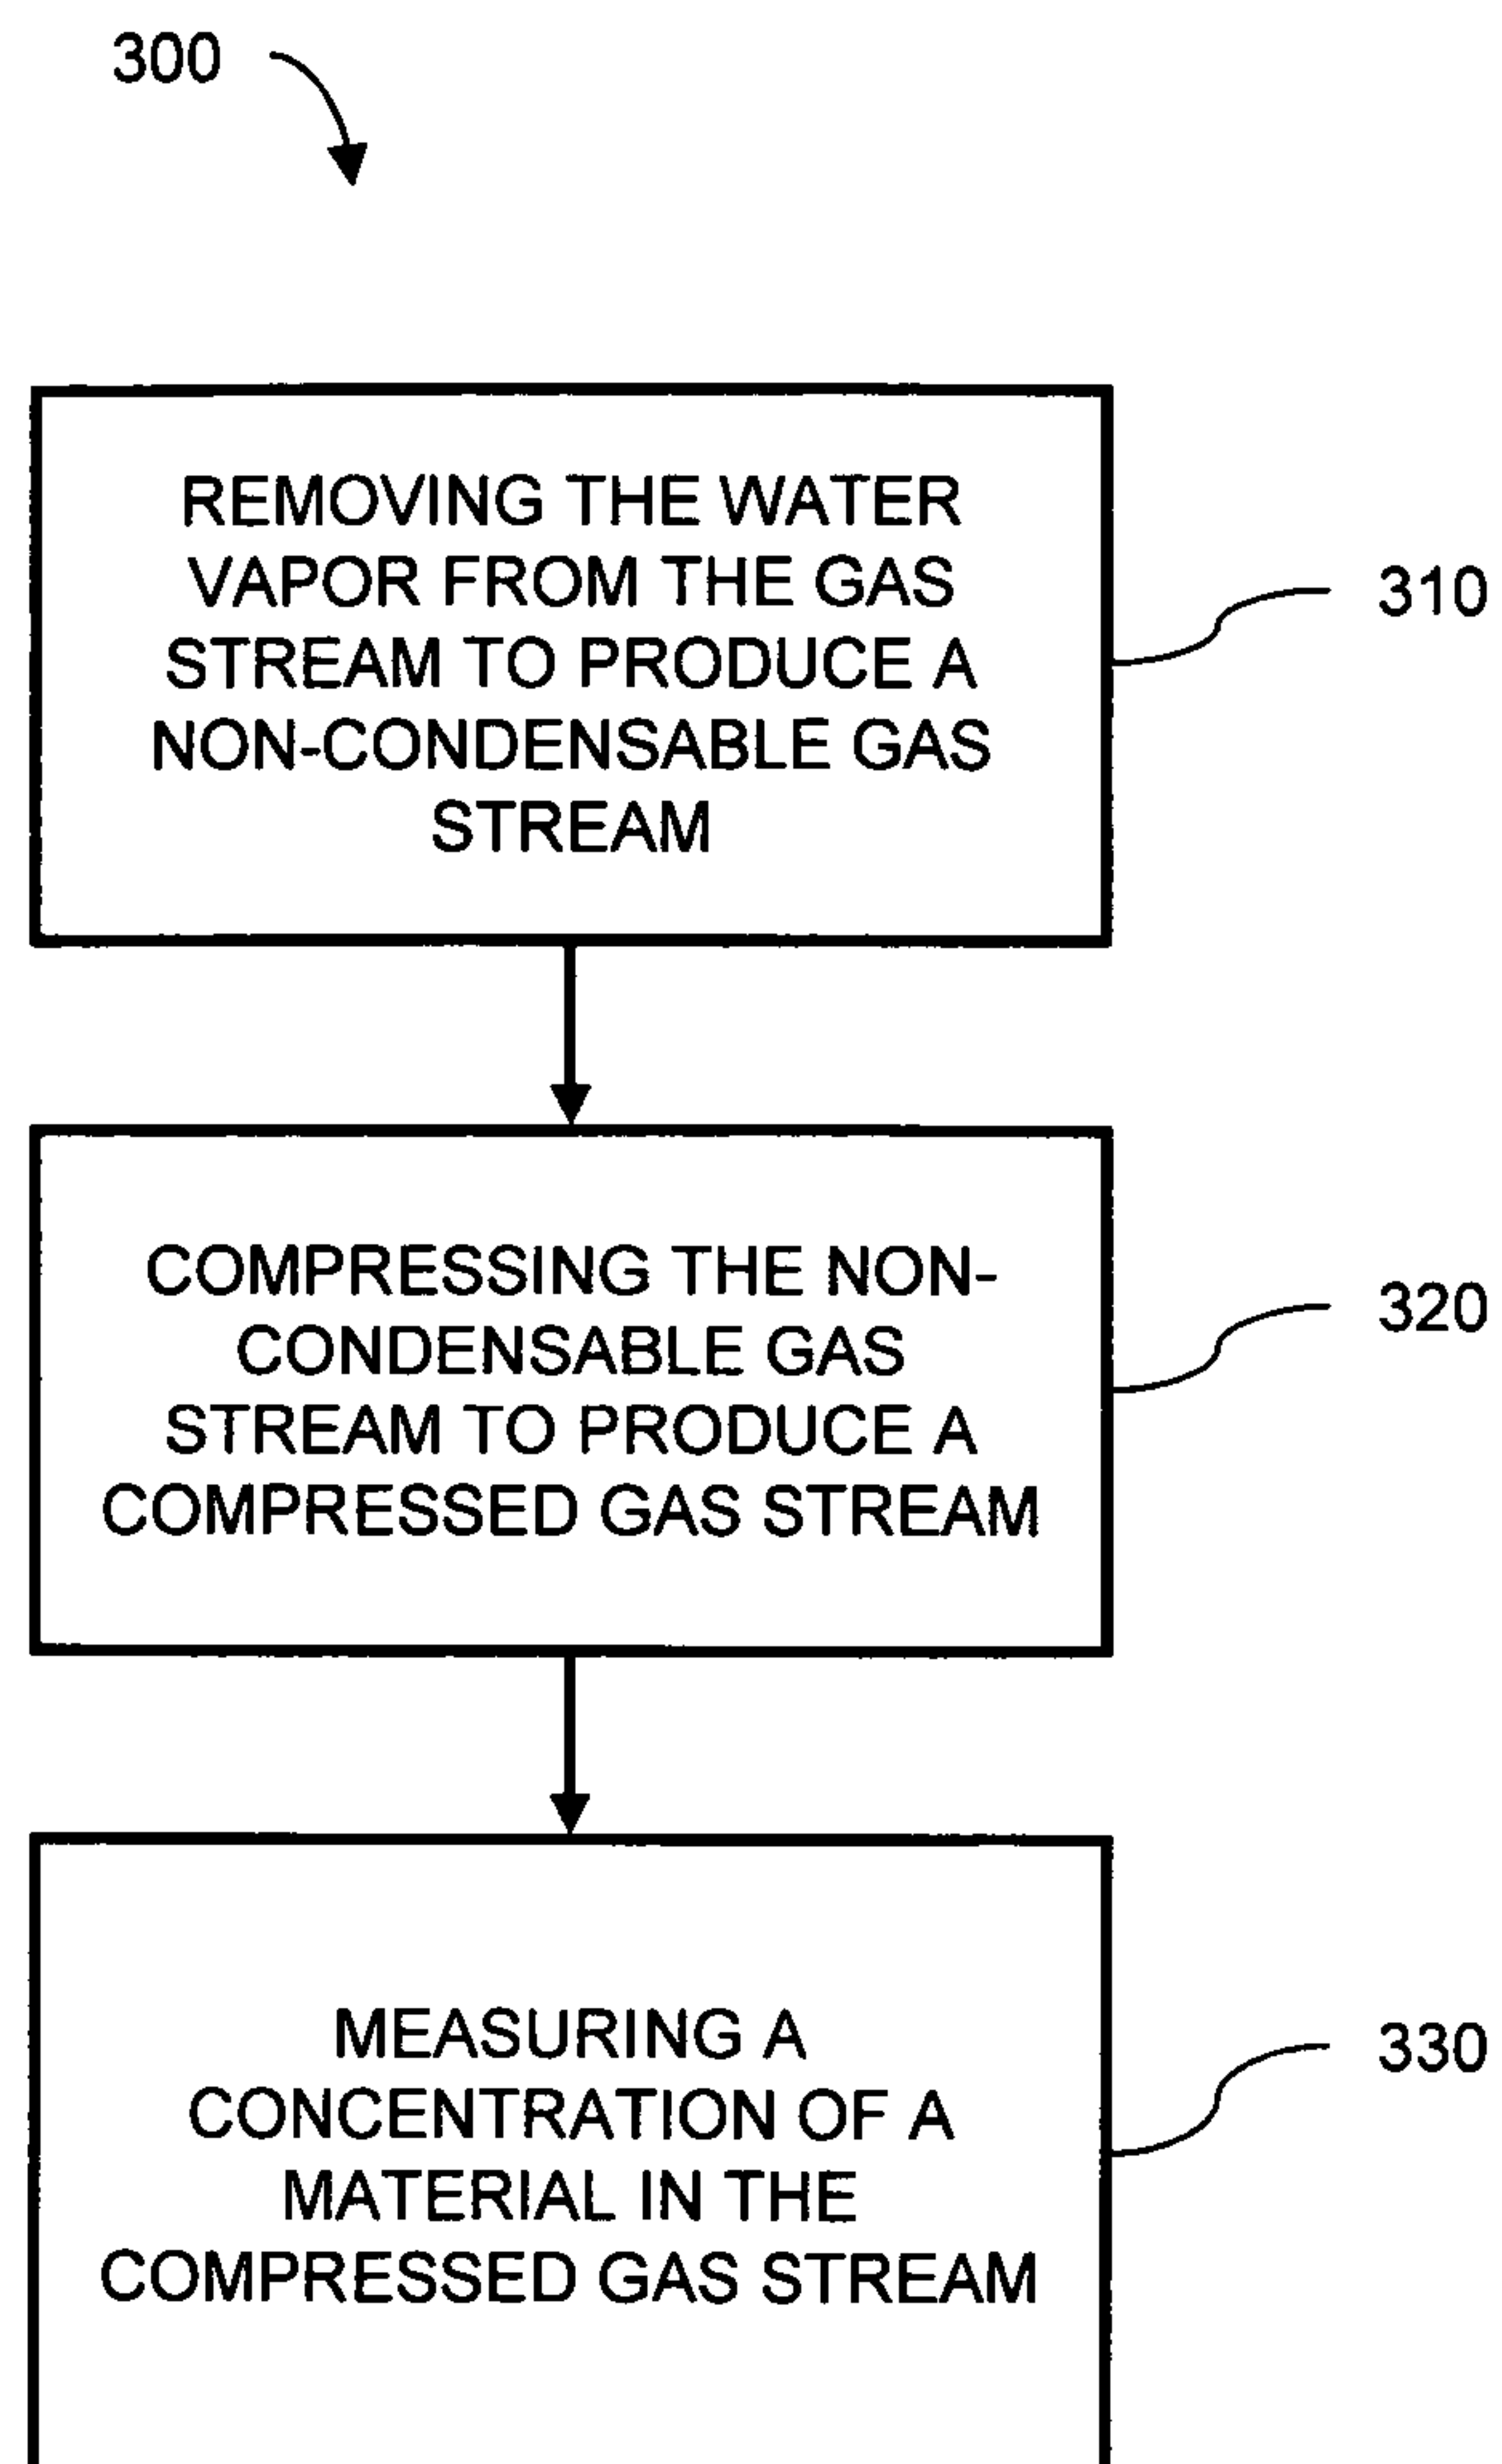 300
REMOVING THE WATER
VAPOR FROM THE GAS
STREAM TO PRODUCE A
NON-CONDENSABLE GAS
STREAM
310
COMPRESSING THE NON-
CONDENSABLE GAS
STREAM TO PRODUCE A
COMPRESSED GAS STREAM
320
MEASURING A
CONCENTRATION OF A
MATERIAL IN THE
COMPRESSED GAS STREAM
330